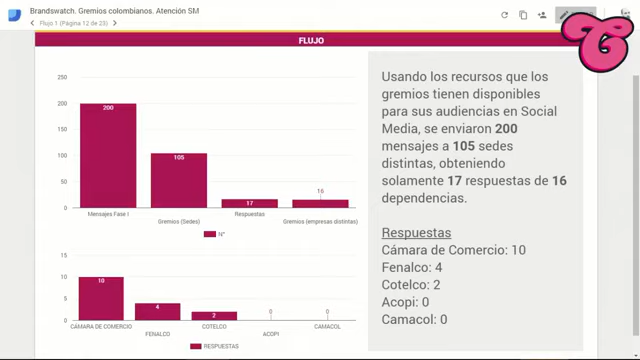 Brandswatch. Gremios colombianos. Atención SM
Flujo 1 (Página 12 de 23)
FLUJO
250
200
150
100
50
0
200
105
17
16
Mensajes Fase I
Gremios (Sedes)
Respuestas
Gremios (empresas distintas)
N°
15
10
5
0
10
4
2
0
0
CÁMARA DE COMERCIO
FENALCO
COTELCO
ACOPI
CAMACOL
RESPUESTAS
Usando los recursos que los
gremios tienen disponibles
para sus audiencias en Social
Media, se enviaron 200
mensajes a 105 sedes
distintas, obteniendo
solamente 17 respuestas de 16
dependencias.
Respuestas
Cámara de Comercio: 10
Fenalco: 4
Cotelco: 2
Acopi: 0
Camacol: 0